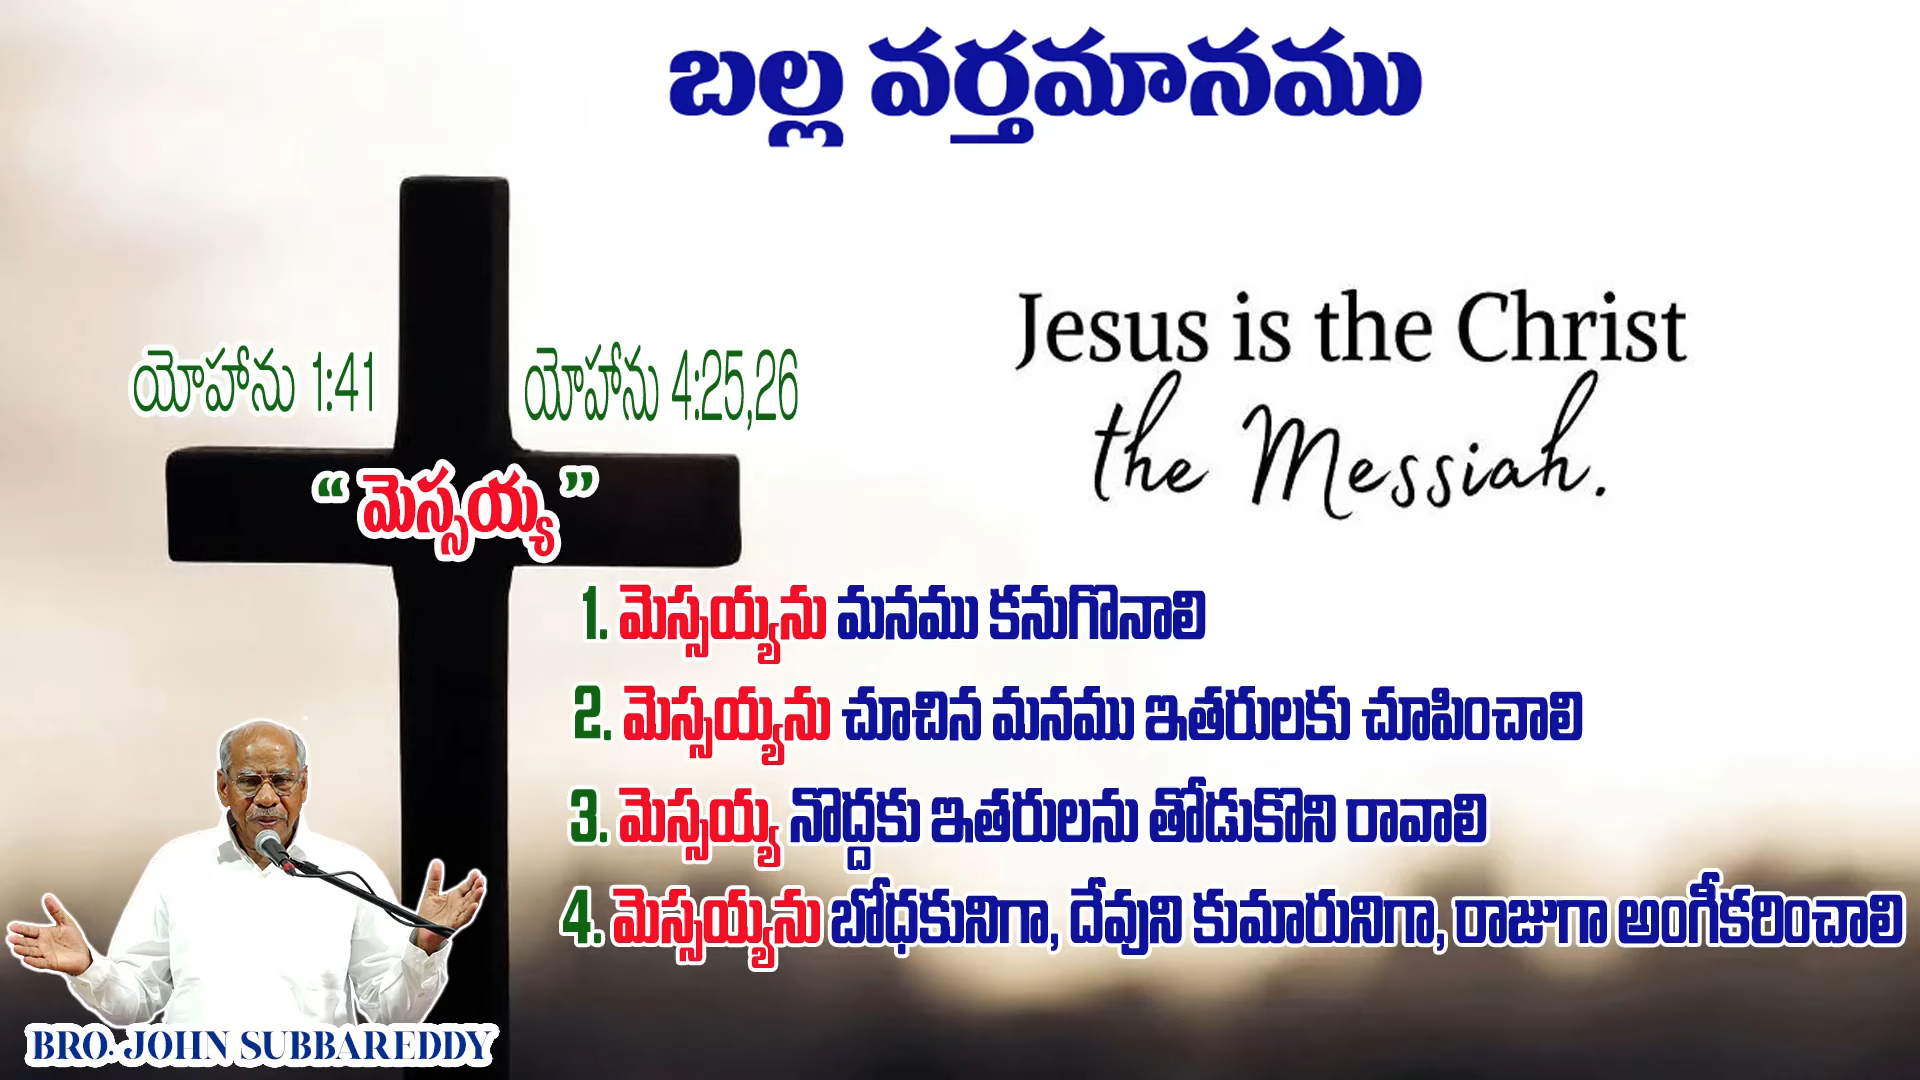 బల్ల వర్తమానము
Jesus is the Christ
the Messiah.
యోహాను 1:41
యోహాను 4:25,26
“ మెస్సయ్య ”
1. మెస్సయ్యను మనము కనుగొనాలి
2. మెస్సయ్యను చూచిన మనము ఇతరులకు చూపించాలి
3. మెస్సయ్య నొద్దకు ఇతరులను తోడుకొని రావాలి
4. మెస్సయ్యను బోధకునిగా, దేవుని కుమారునిగా, రాజుగా అంగీకరించాలి
BRO. JOHN SUBBAREDDY